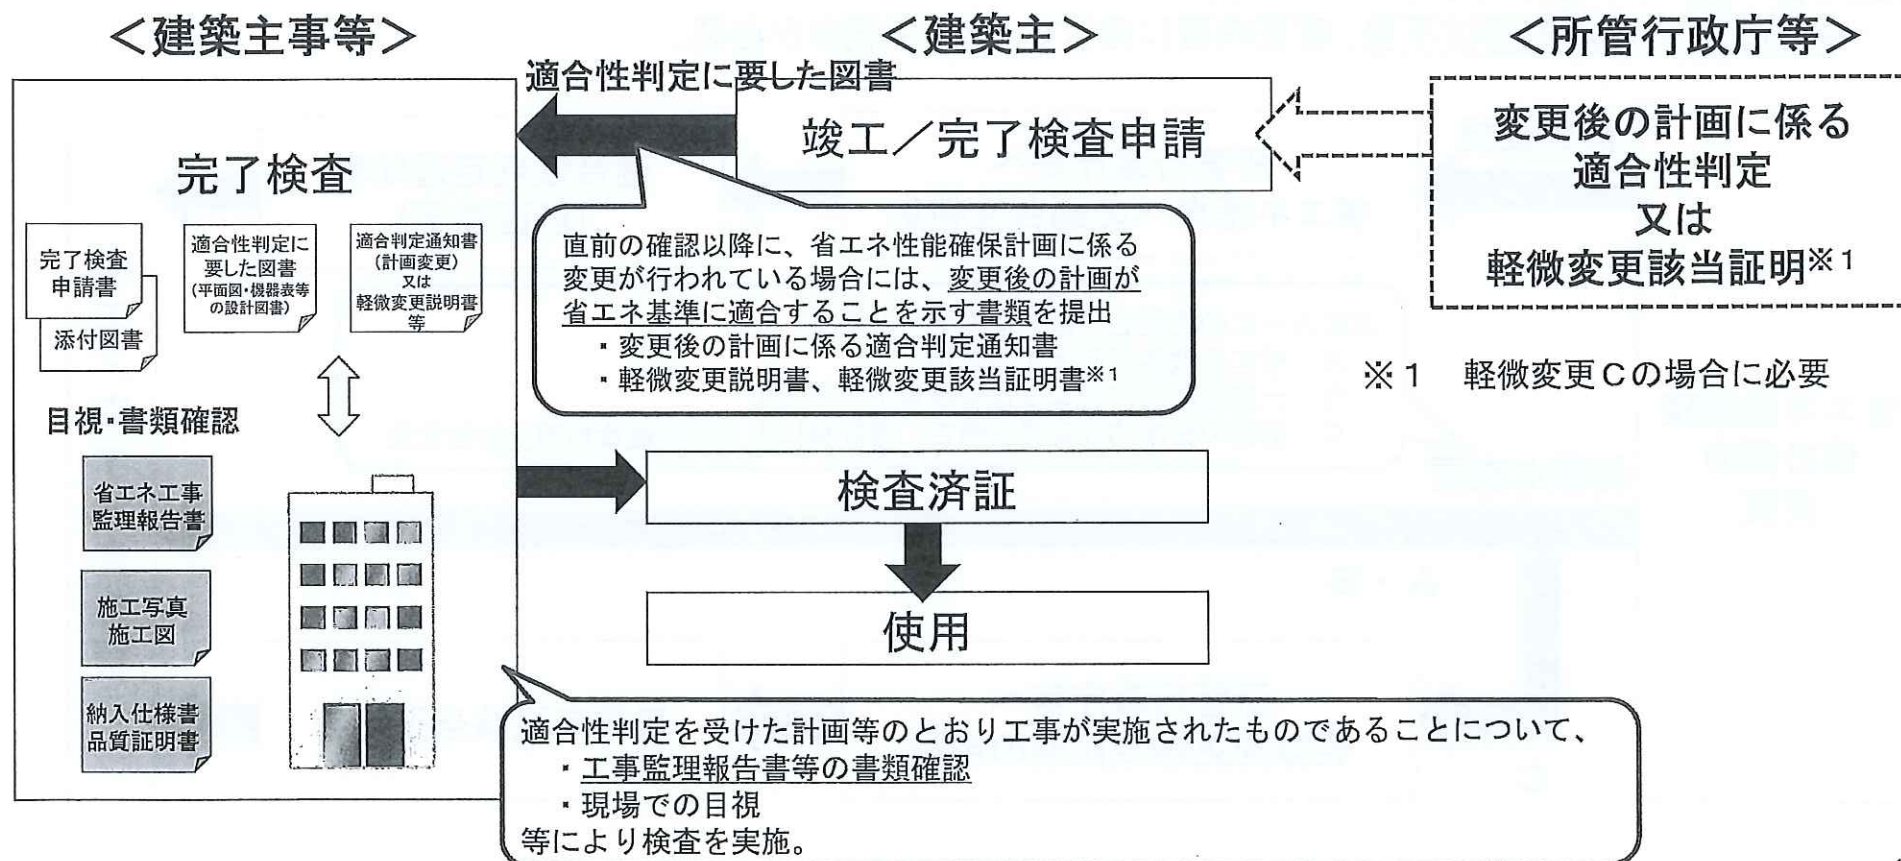 ＜建築主事等＞
＜建築主＞
＜所管行政庁等＞
適合性判定に要した図書
竣工／完了検査申請
変更後の計画に係る
適合性判定
又は
軽微変更該当証明※1
※1　軽微変更Cの場合に必要
完了検査
完了検査
申請書
添付図書
適合性判定に
要した図書
(平面図・機器表等
の設計図書)
適合判定通知書
(計画変更)
又は
軽微変更説明書
等
直前の確認以降に、省エネ性能確保計画に係る
変更が行われている場合には、変更後の計画が
省エネ基準に適合することを示す書類を提出
・変更後の計画に係る適合判定通知書
・軽微変更説明書、軽微変更該当証明書※1
目視・書類確認
省エネ工事
監理報告書
施工写真
施工図
納入仕様書
品質証明書
検査済証
使用
適合性判定を受けた計画等のとおり工事が実施されたものであることについて、
・工事監理報告書等の書類確認
・現場での目視
等により検査を実施。